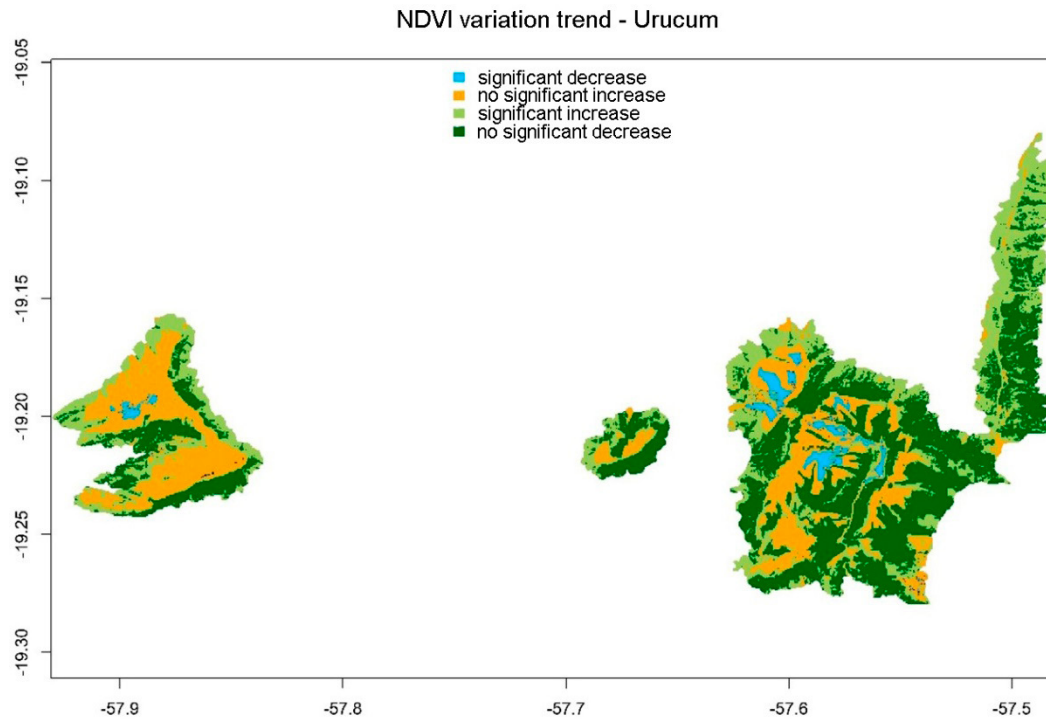 NDVI variation trend - Urucum
significant decrease
no significant increase
significant increase
no significant decrease
-19.05
-19.10
-19.15
-19.20
-19.25
-19.30
-57.9 -57.8 -57.7 -57.6 -57.5